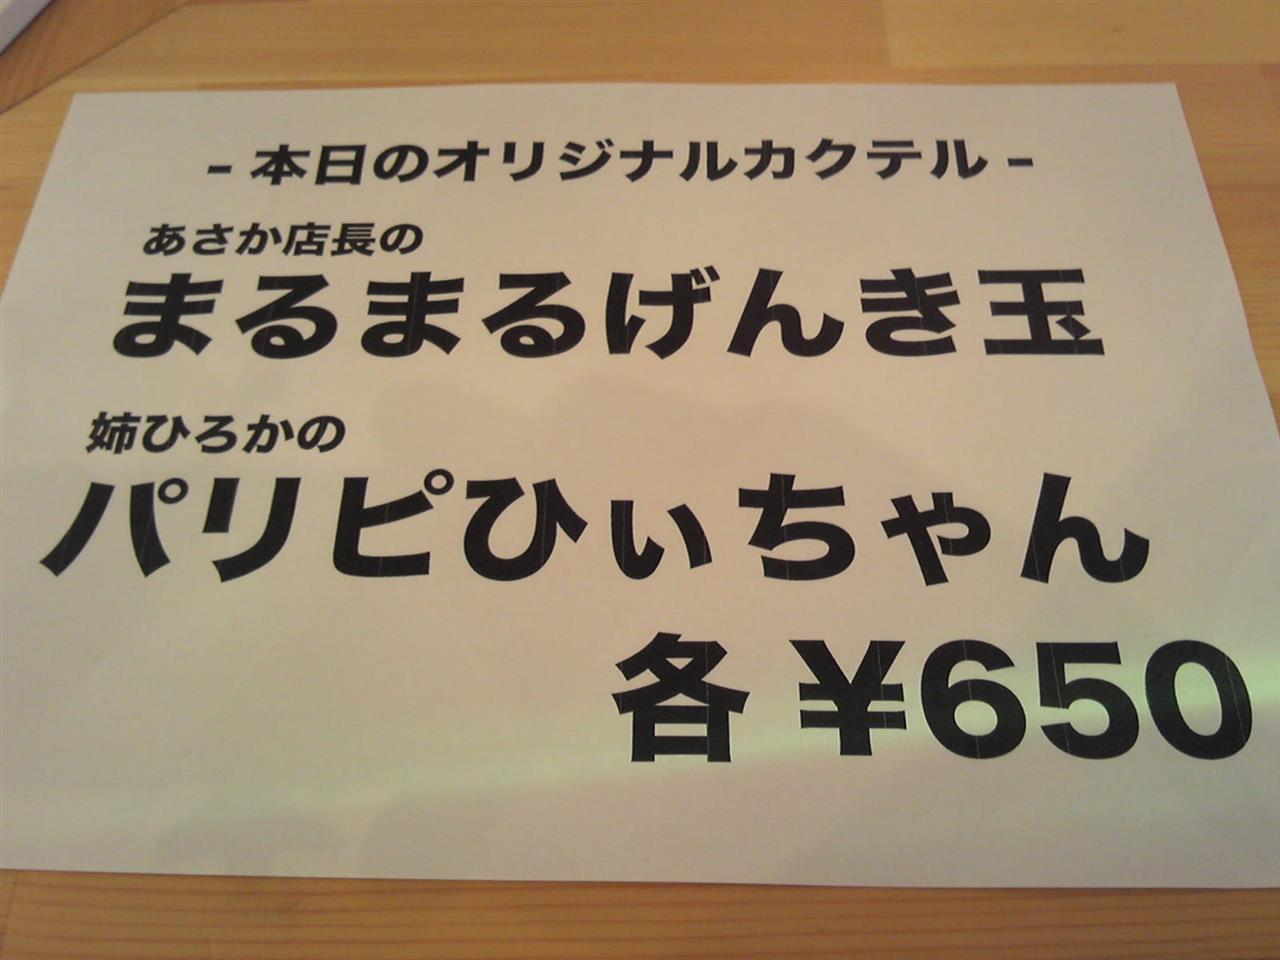 - 本日のオリジナルカクテル -
あさか店長の
まるまるげんき玉
姉ひろかの
パリピひぃちゃん
各 ¥650